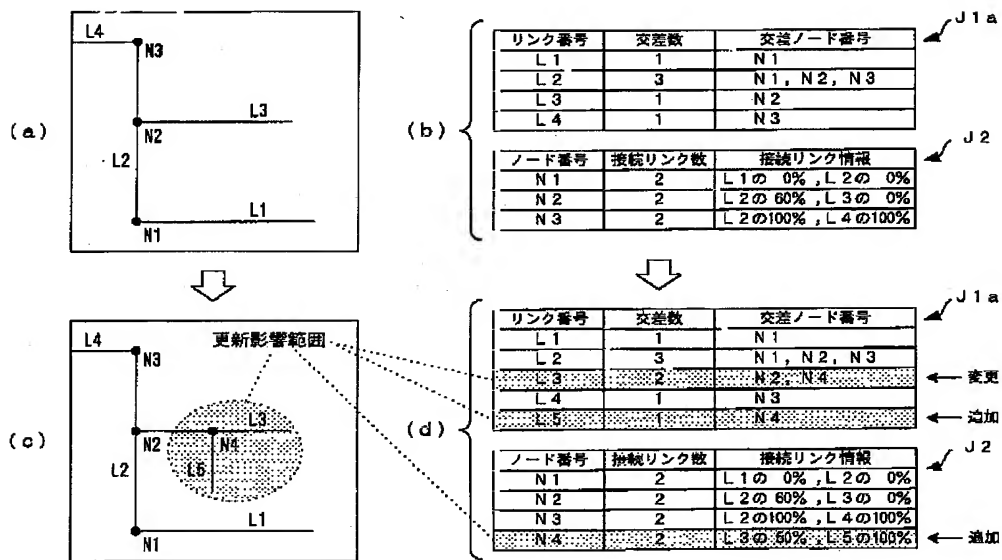 (a)
L4
N3
L3
N2
L2
L1
N1
(b)
J1a
リンク番号 交差数 交差ノード番号
L1 1 N1
L2 3 N1, N2, N3
L3 1 N2
L4 1 N3
J2
ノード番号 接続リンク数 接続リンク情報
N1 2 L1の 0% ,L2の 0%
N2 2 L2の 60% ,L3の 0%
N3 2 L2の100% ,L4の100%
(c)
更新影響範囲
L4
N3
L3
N2
N4
L5
L2
L1
N1
(d)
J1a
リンク番号 交差数 交差ノード番号
L1 1 N1
L2 3 N1, N2, N3
L3 2 N2, N4 変更
L4 1 N3
L5 1 N4 追加
J2
ノード番号 接続リンク数 接続リンク情報
N1 2 L1の 0% ,L2の 0%
N2 2 L2の 60% ,L3の 0%
N3 2 L2の100% ,L4の100%
N4 2 L3の 50% ,L5の100% 追加